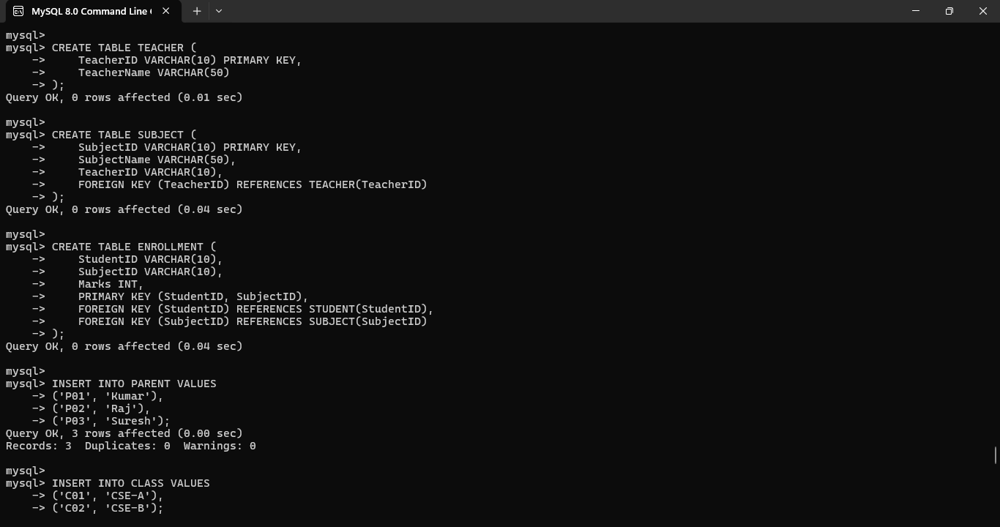 MySQL 8.0 Command Line
mysql>
mysql> CREATE TABLE TEACHER (
    ->     TeacherID VARCHAR(10) PRIMARY KEY,
    ->     TeacherName VARCHAR(50)
    -> );
Query OK, 0 rows affected (0.01 sec)

mysql>
mysql> CREATE TABLE SUBJECT (
    ->     SubjectID VARCHAR(10) PRIMARY KEY,
    ->     SubjectName VARCHAR(50),
    ->     TeacherID VARCHAR(10),
    ->     FOREIGN KEY (TeacherID) REFERENCES TEACHER(TeacherID)
    -> );
Query OK, 0 rows affected (0.04 sec)

mysql>
mysql> CREATE TABLE ENROLLMENT (
    ->     StudentID VARCHAR(10),
    ->     SubjectID VARCHAR(10),
    ->     Marks INT,
    ->     PRIMARY KEY (StudentID, SubjectID),
    ->     FOREIGN KEY (StudentID) REFERENCES STUDENT(StudentID),
    ->     FOREIGN KEY (SubjectID) REFERENCES SUBJECT(SubjectID)
    -> );
Query OK, 0 rows affected (0.04 sec)

mysql>
mysql> INSERT INTO PARENT VALUES
    -> ('P01', 'Kumar'),
    -> ('P02', 'Raj'),
    -> ('P03', 'Suresh');
Query OK, 3 rows affected (0.00 sec)
Records: 3  Duplicates: 0  Warnings: 0

mysql>
mysql> INSERT INTO CLASS VALUES
    -> ('C01', 'CSE-A'),
    -> ('C02', 'CSE-B');